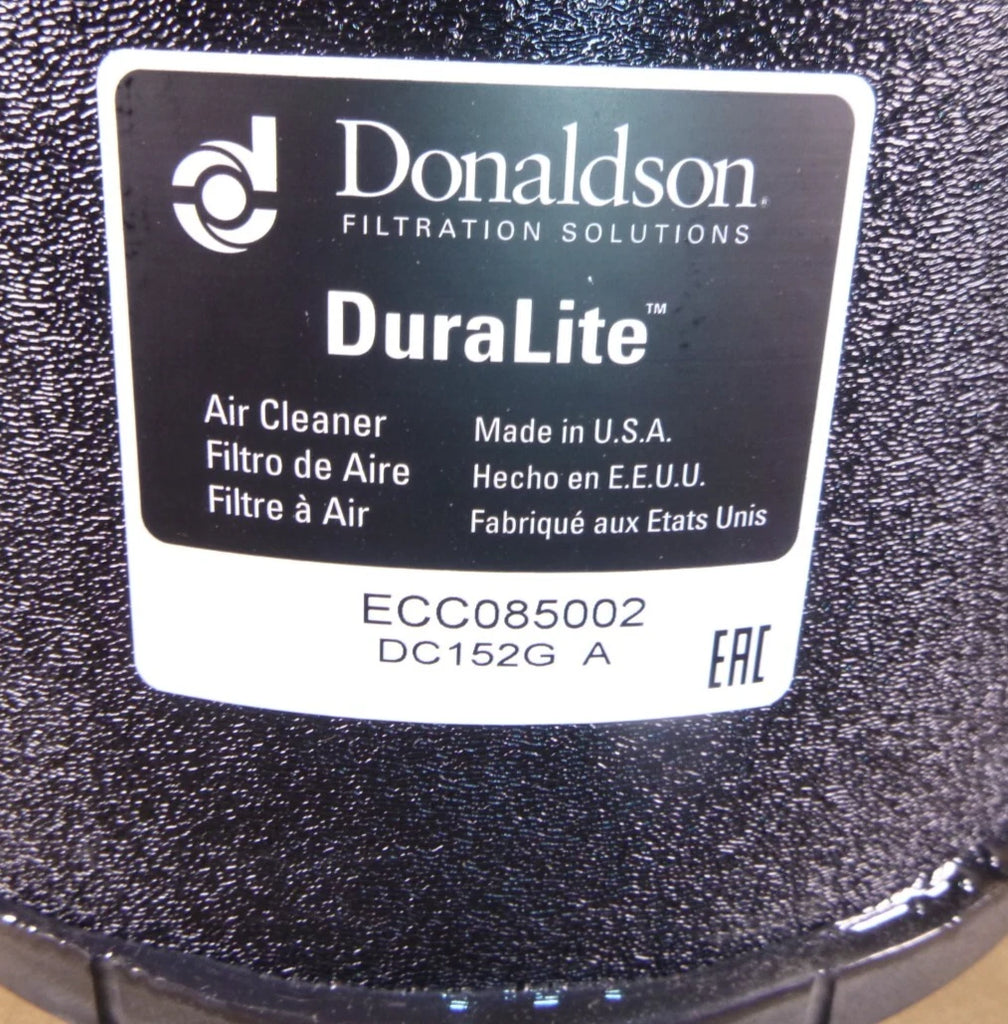 Donaldson®
FILTRATION SOLUTIONS
DuraLite™
Air Cleaner
Filtro de Aire
Filtre à Air
Made in U.S.A.
Hecho en E.E.U.U.
Fabriqué aux Etats Unis
ECC085002
DC152G A
EAC